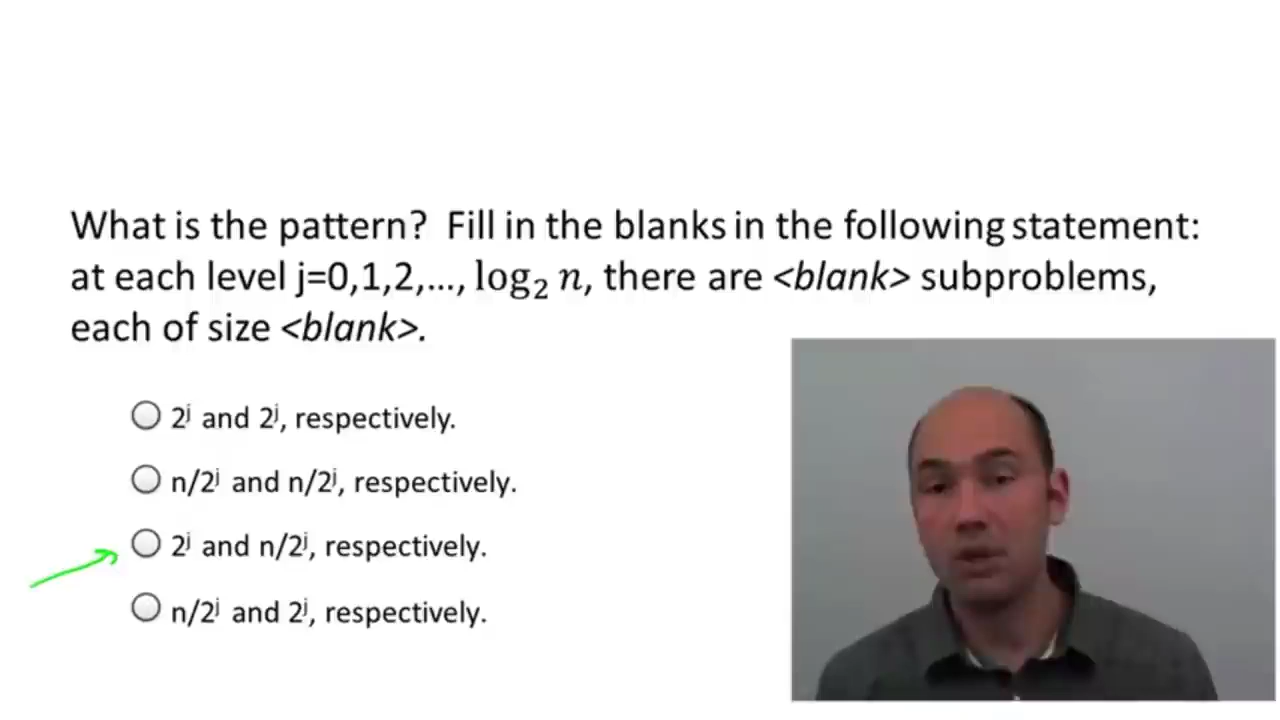 What is the pattern? Fill in the blanks in the following statement:
at each level j=0,1,2,..., log₂ n, there are <blank> subproblems,
each of size <blank>.
2ʲ and 2ʲ, respectively.
n/2ʲ and n/2ʲ, respectively.
2ʲ and n/2ʲ, respectively.
n/2ʲ and 2ʲ, respectively.